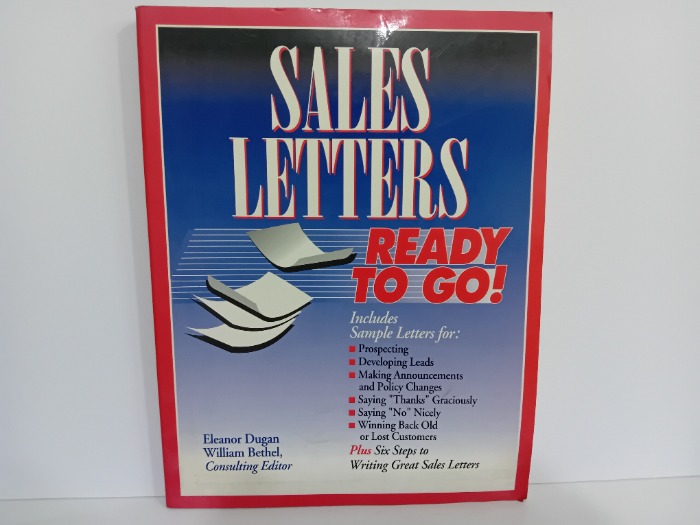 SALES
LETTERS
READY
TO GO!
Includes
Sample Letters for:
Prospecting
Developing Leads
Making Announcements
and Policy Changes
Saying "Thanks" Graciously
Saying "No" Nicely
Winning Back Old
or Lost Customers
Plus Six Steps to
Writing Great Sales Letters
Eleanor Dugan
William Bethel,
Consulting Editor